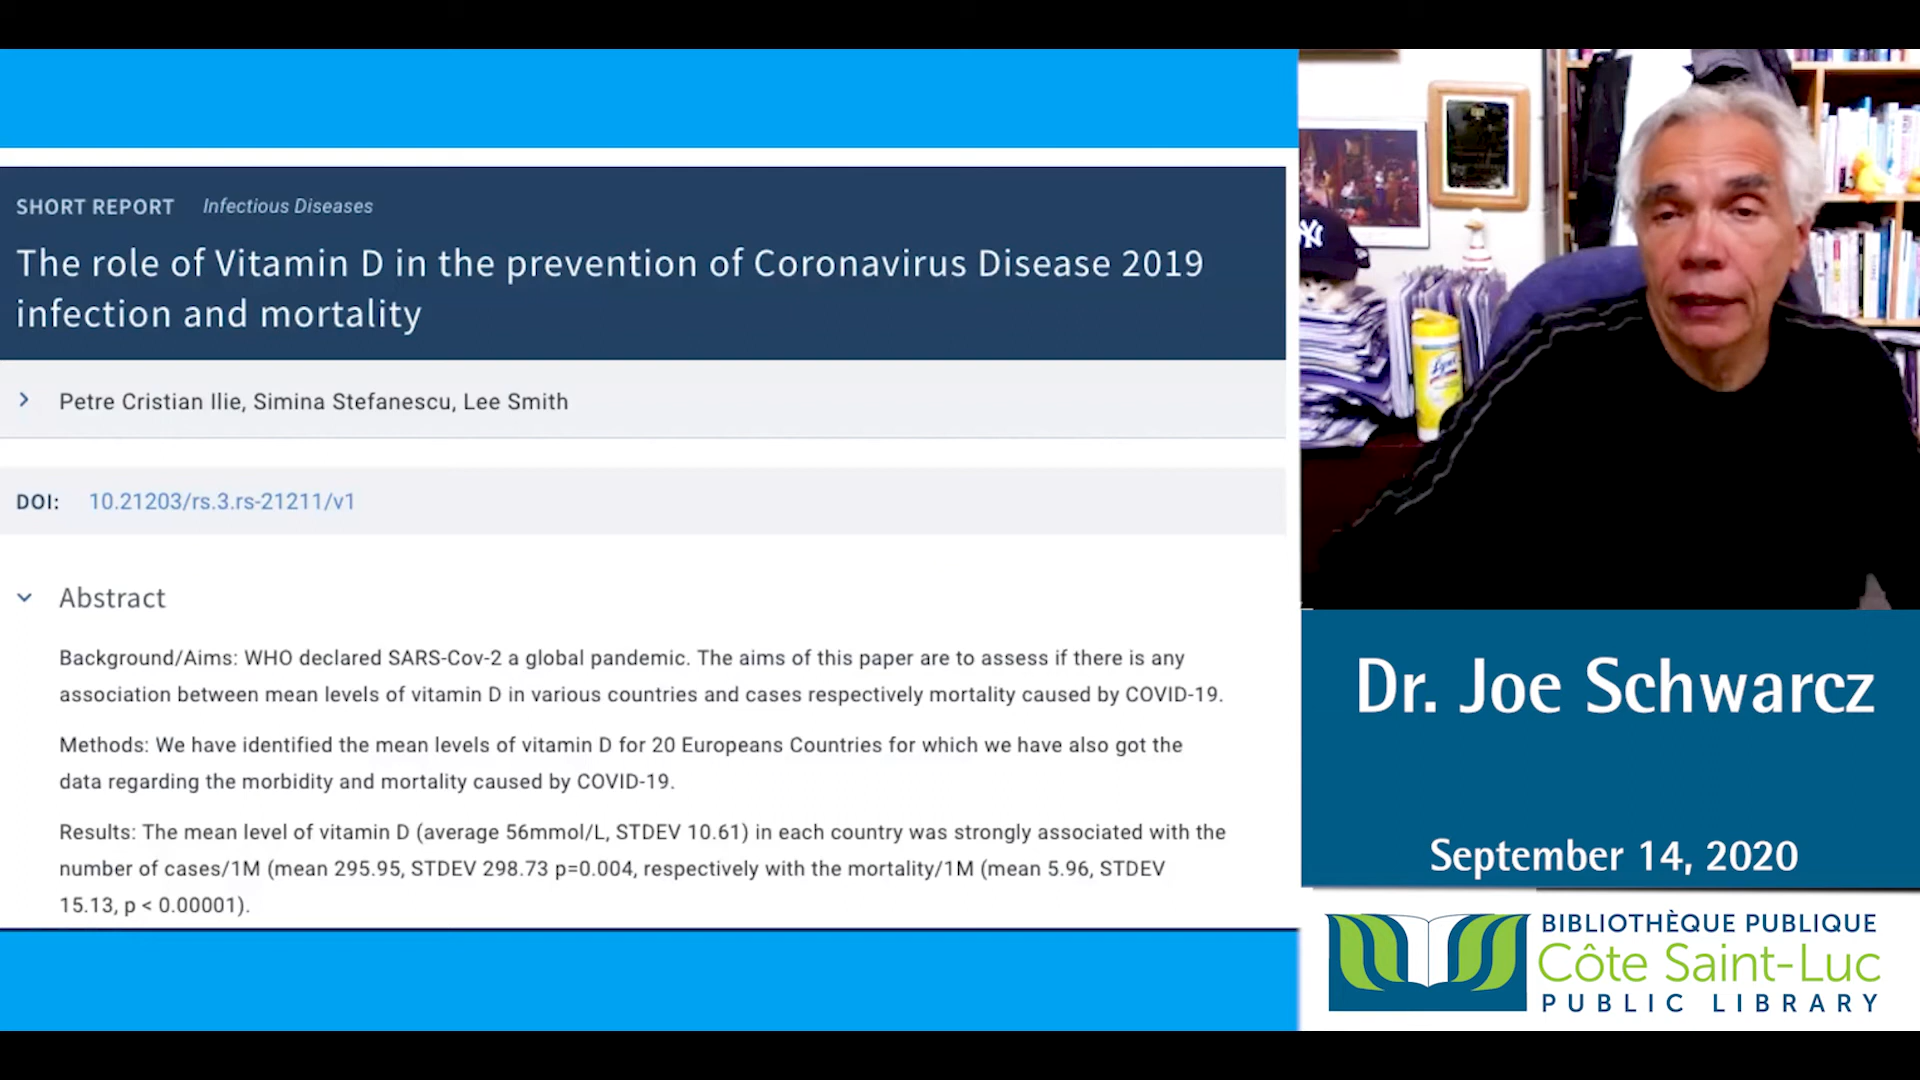 SHORT REPORT Infectious Diseases
The role of Vitamin D in the prevention of Coronavirus Disease 2019
infection and mortality
Petre Cristian Ilie, Simina Stefanescu, Lee Smith
DOI: 10.21203/rs.3.rs-21211/v1
Abstract
Background/Aims: WHO declared SARS-Cov-2 a global pandemic. The aims of this paper are to assess if there is any
association between mean levels of vitamin D in various countries and cases respectively mortality caused by COVID-19.
Methods: We have identified the mean levels of vitamin D for 20 Europeans Countries for which we have also got the
data regarding the morbidity and mortality caused by COVID-19.
Results: The mean level of vitamin D (average 56mmol/L, STDEV 10.61) in each country was strongly associated with the
number of cases/1M (mean 295.95, STDEV 298.73 p=0.004, respectively with the mortality/1M (mean 5.96, STDEV
15.13, p < 0.00001).
NY
Lysol
Dr. Joe Schwarcz
September 14, 2020
BIBLIOTHÈQUE PUBLIQUE
Côte Saint-Luc
PUBLIC LIBRARY